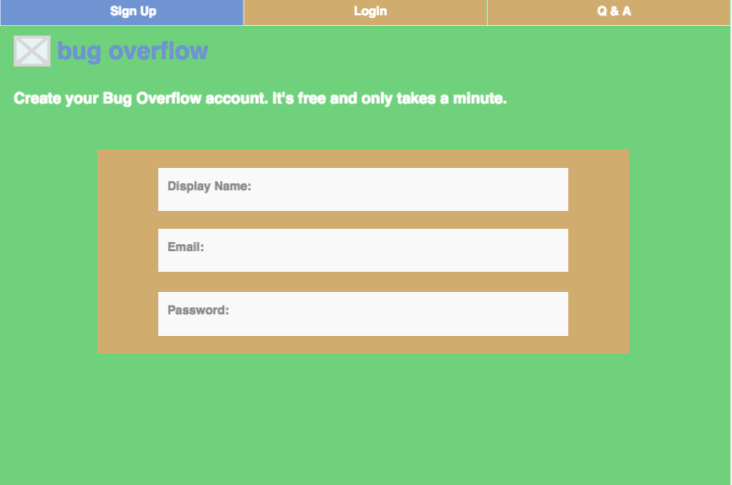 Sign Up
Login
Q & A
bug overflow
Create your Bug Overflow account. It's free and only takes a minute.
Display Name:
Email:
Password: